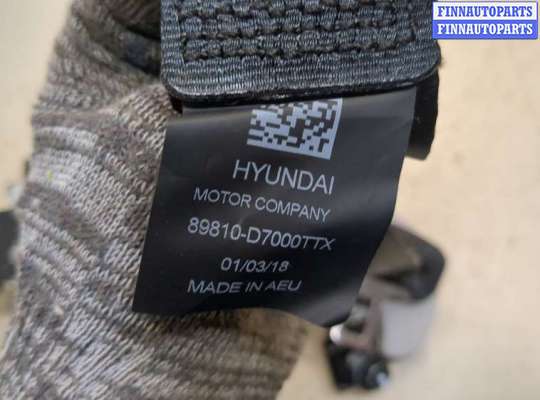 FINNAUTOPARTS
FINNAUTOPARTS
HYUNDAI
MOTOR COMPANY
89810-D7000TTX
01/03/18
MADE IN AEU